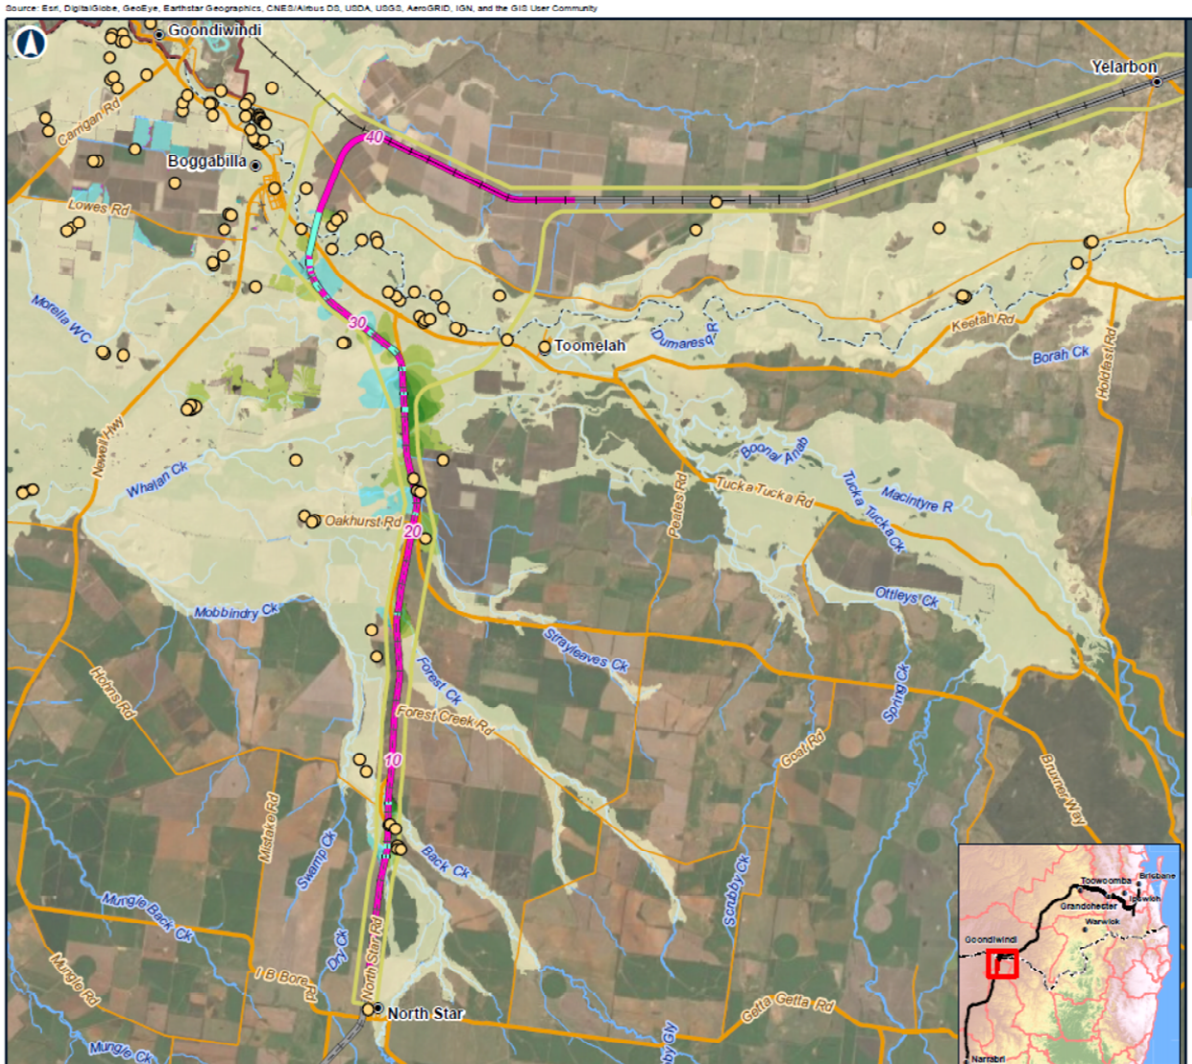 Source: Esri, DigitalGlobe, GeoEye, Earthstar Geographics, CNES/Airbus DS, USDA, USGS, AeroGRID, IGN, and the GIS User Community
Goondiwindi
Yelarbon
Carrigan Rd
40
Boggabilla
Lowes Rd
Morella WC
30
Toomelah
Dumaresq R
Keetah Rd
Borah Ck
Holdfast Rd
Newell Hwy
Whalan Ck
Boonal Anab
Tucka Tucka Rd
Tucka Tucka Ck
Macintyre R
Peates Rd
Oakhurst Rd
20
Mobbindry Ck
Ottleys Ck
Strayleaves Ck
Forest Ck
Spring Ck
Hohns Rd
Forest Creek Rd
Goat Rd
10
Bruxner Way
Mistake Rd
Swamp Ck
Back Ck
Scrubby Ck
Mungle Back Ck
Dry Ck
North Star Rd
I B Bore Rd
Mungle Rd
North Star
Getta Getta Rd
by Gly
Mungle Ck
Toowoomba
Brisbane
Ipswich
Grandchester
Warwick
Goondiwindi
Narrabri